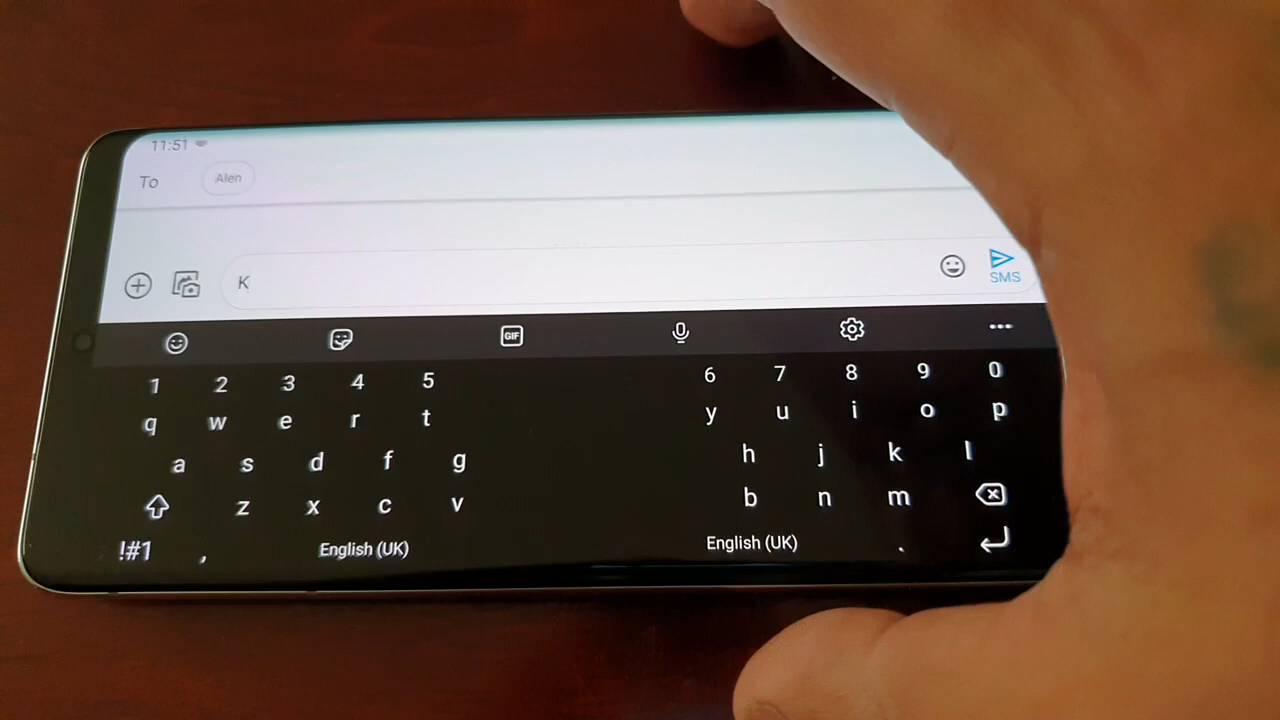 11:51
To Alen
K
SMS
GIF
1 2 3 4 5 6 7 8 9 0
q w e r t y u i o p
a s d f g h j k l
z x c v b n m
!#1 , English (UK) English (UK) .